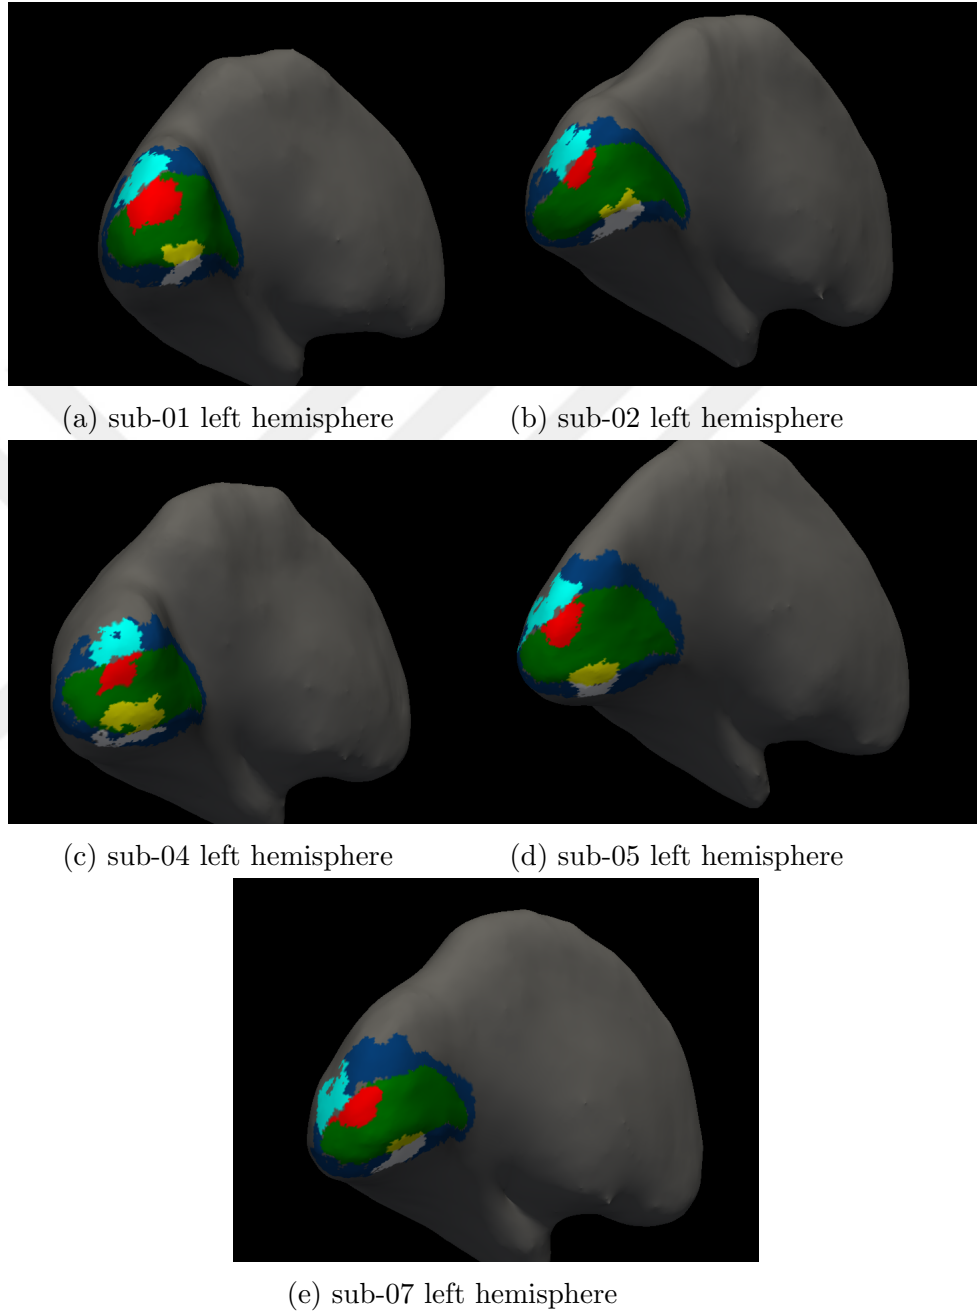 (a) sub-01 left hemisphere
(b) sub-02 left hemisphere
(c) sub-04 left hemisphere
(d) sub-05 left hemisphere
(e) sub-07 left hemisphere